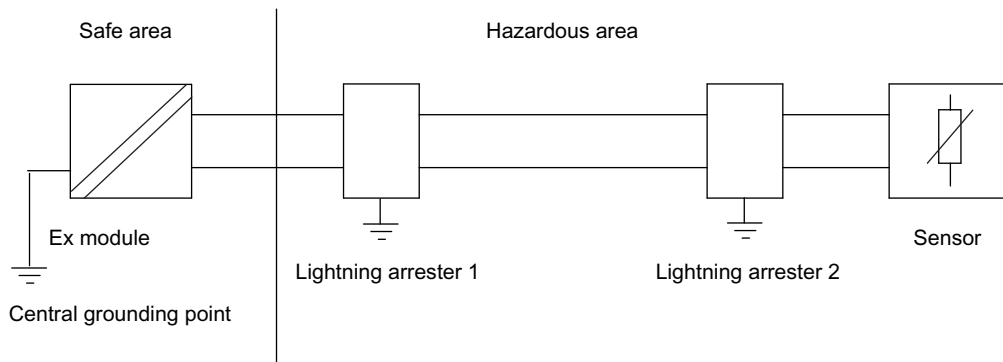 Safe area
Hazardous area
Ex module
Sensor
Lightning arrester 1
Lightning arrester 2
Central grounding point